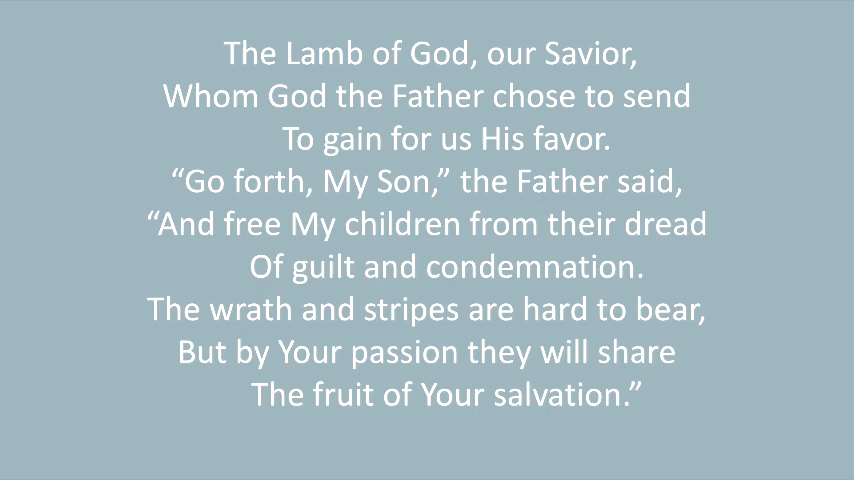 The Lamb of God, our Savior,
Whom God the Father chose to send
To gain for us His favor.
“Go forth, My Son,” the Father said,
“And free My children from their dread
Of guilt and condemnation.
The wrath and stripes are hard to bear,
But by Your passion they will share
The fruit of Your salvation.”